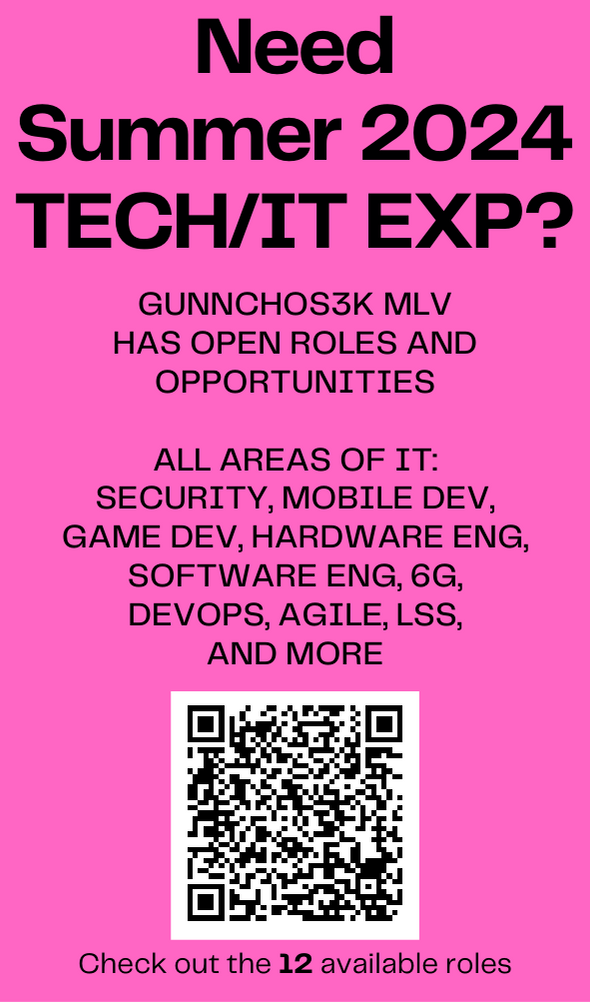 Need
Summer 2024
TECH/IT EXP?
GUNNCHOS3K MLV
HAS OPEN ROLES AND
OPPORTUNITIES
ALL AREAS OF IT:
SECURITY, MOBILE DEV,
GAME DEV, HARDWARE ENG,
SOFTWARE ENG, 6G,
DEVOPS, AGILE, LSS,
AND MORE
Check out the 12 available roles